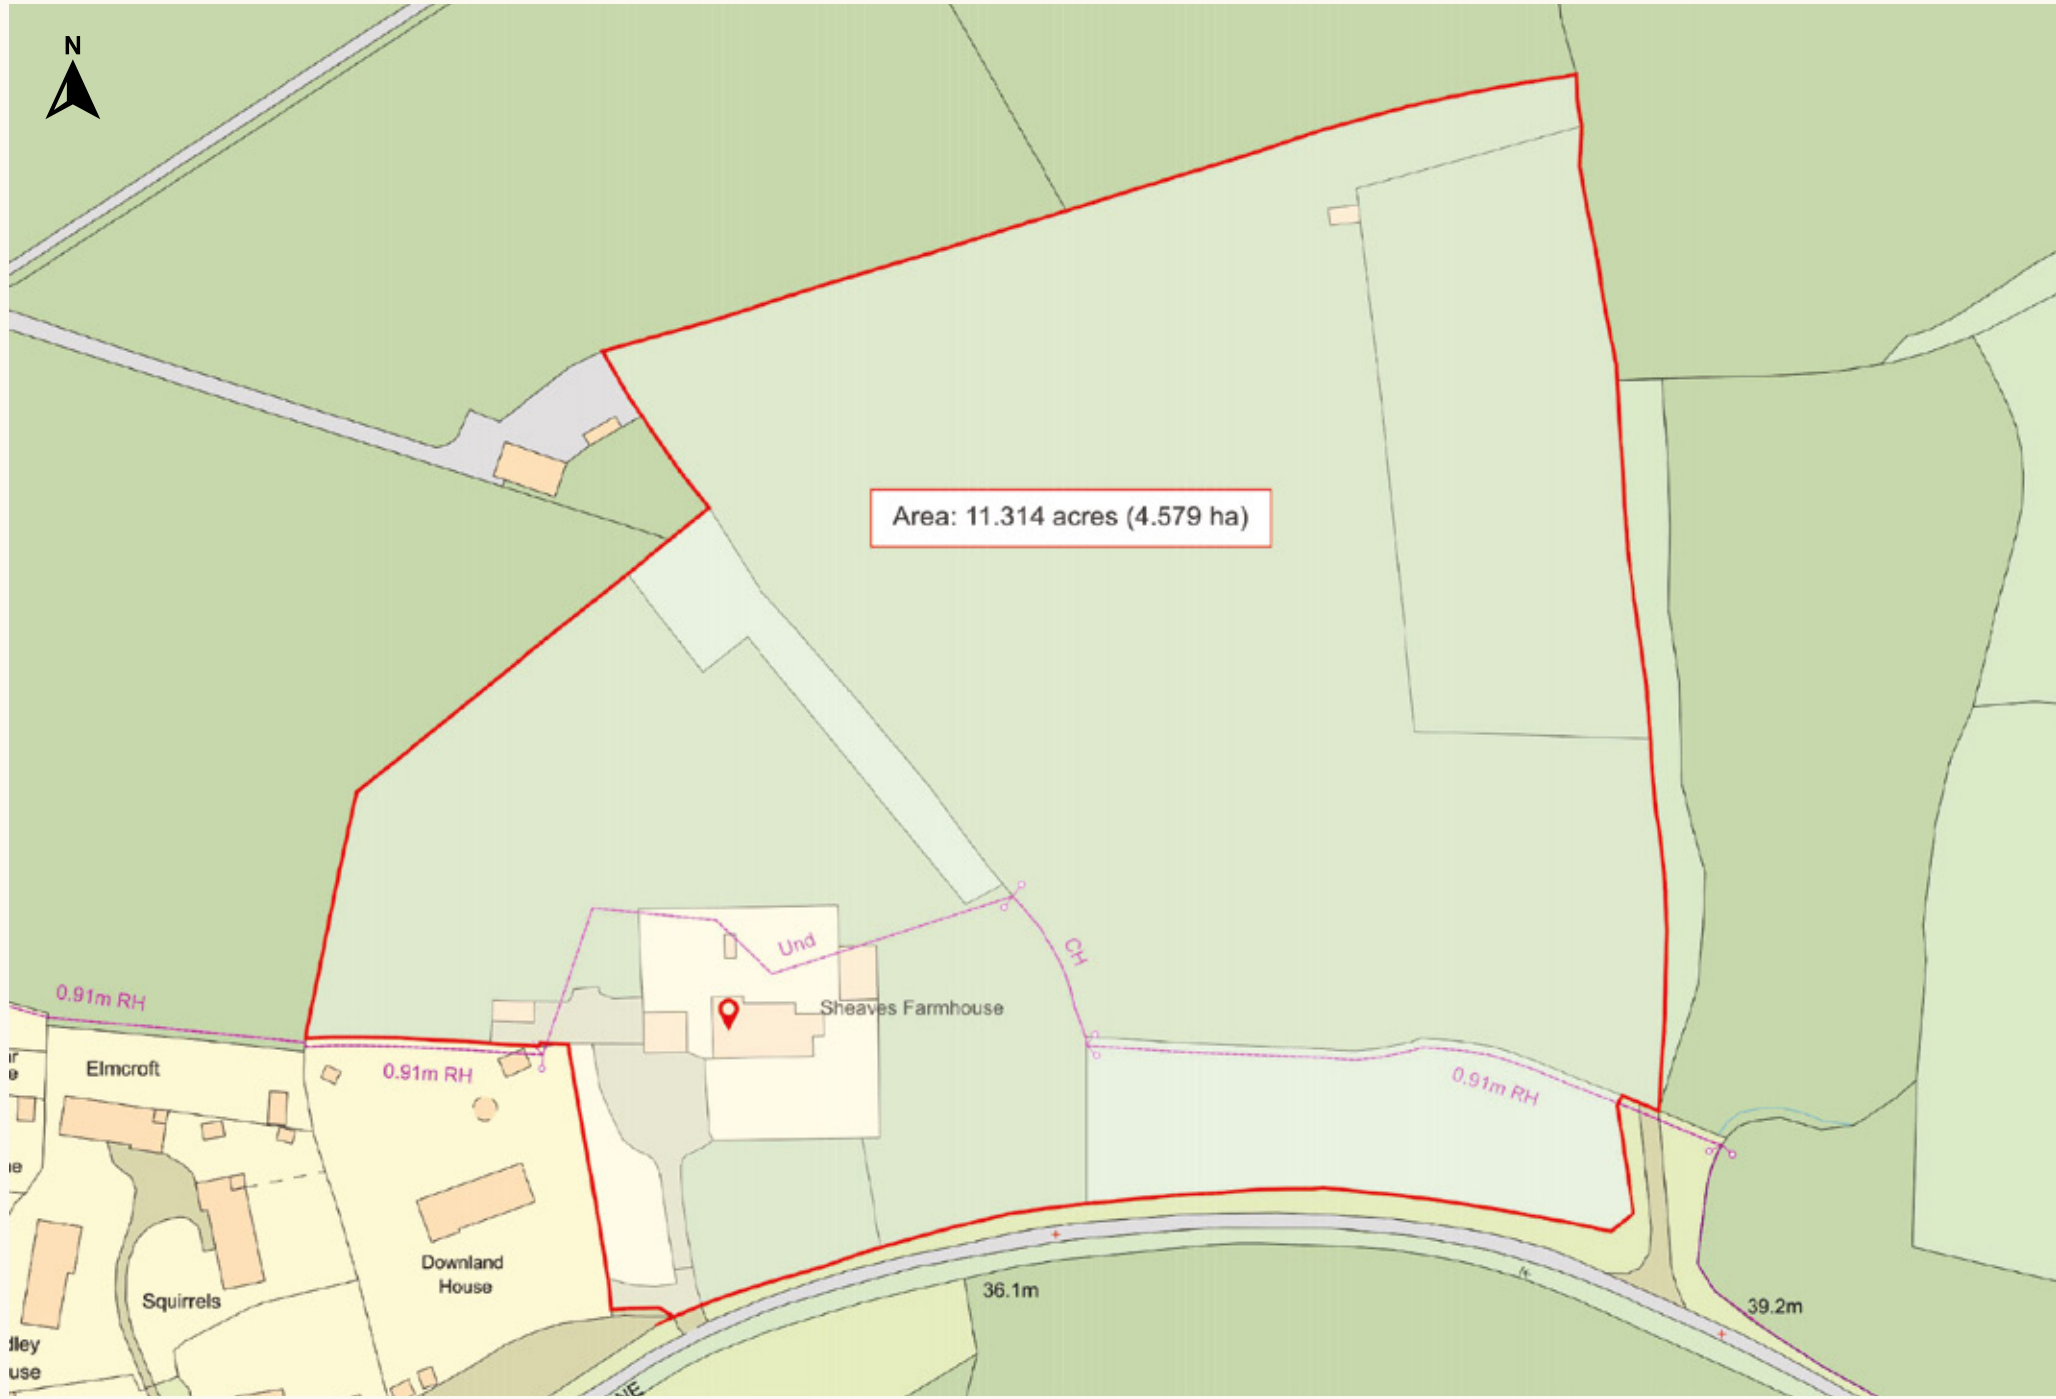 N
Area: 11.314 acres (4.579 ha)
Und
CH
0.91m RH
Sheaves Farmhouse
Elmcroft
0.91m RH
0.91m RH
Downland
House
Squirrels
36.1m
39.2m